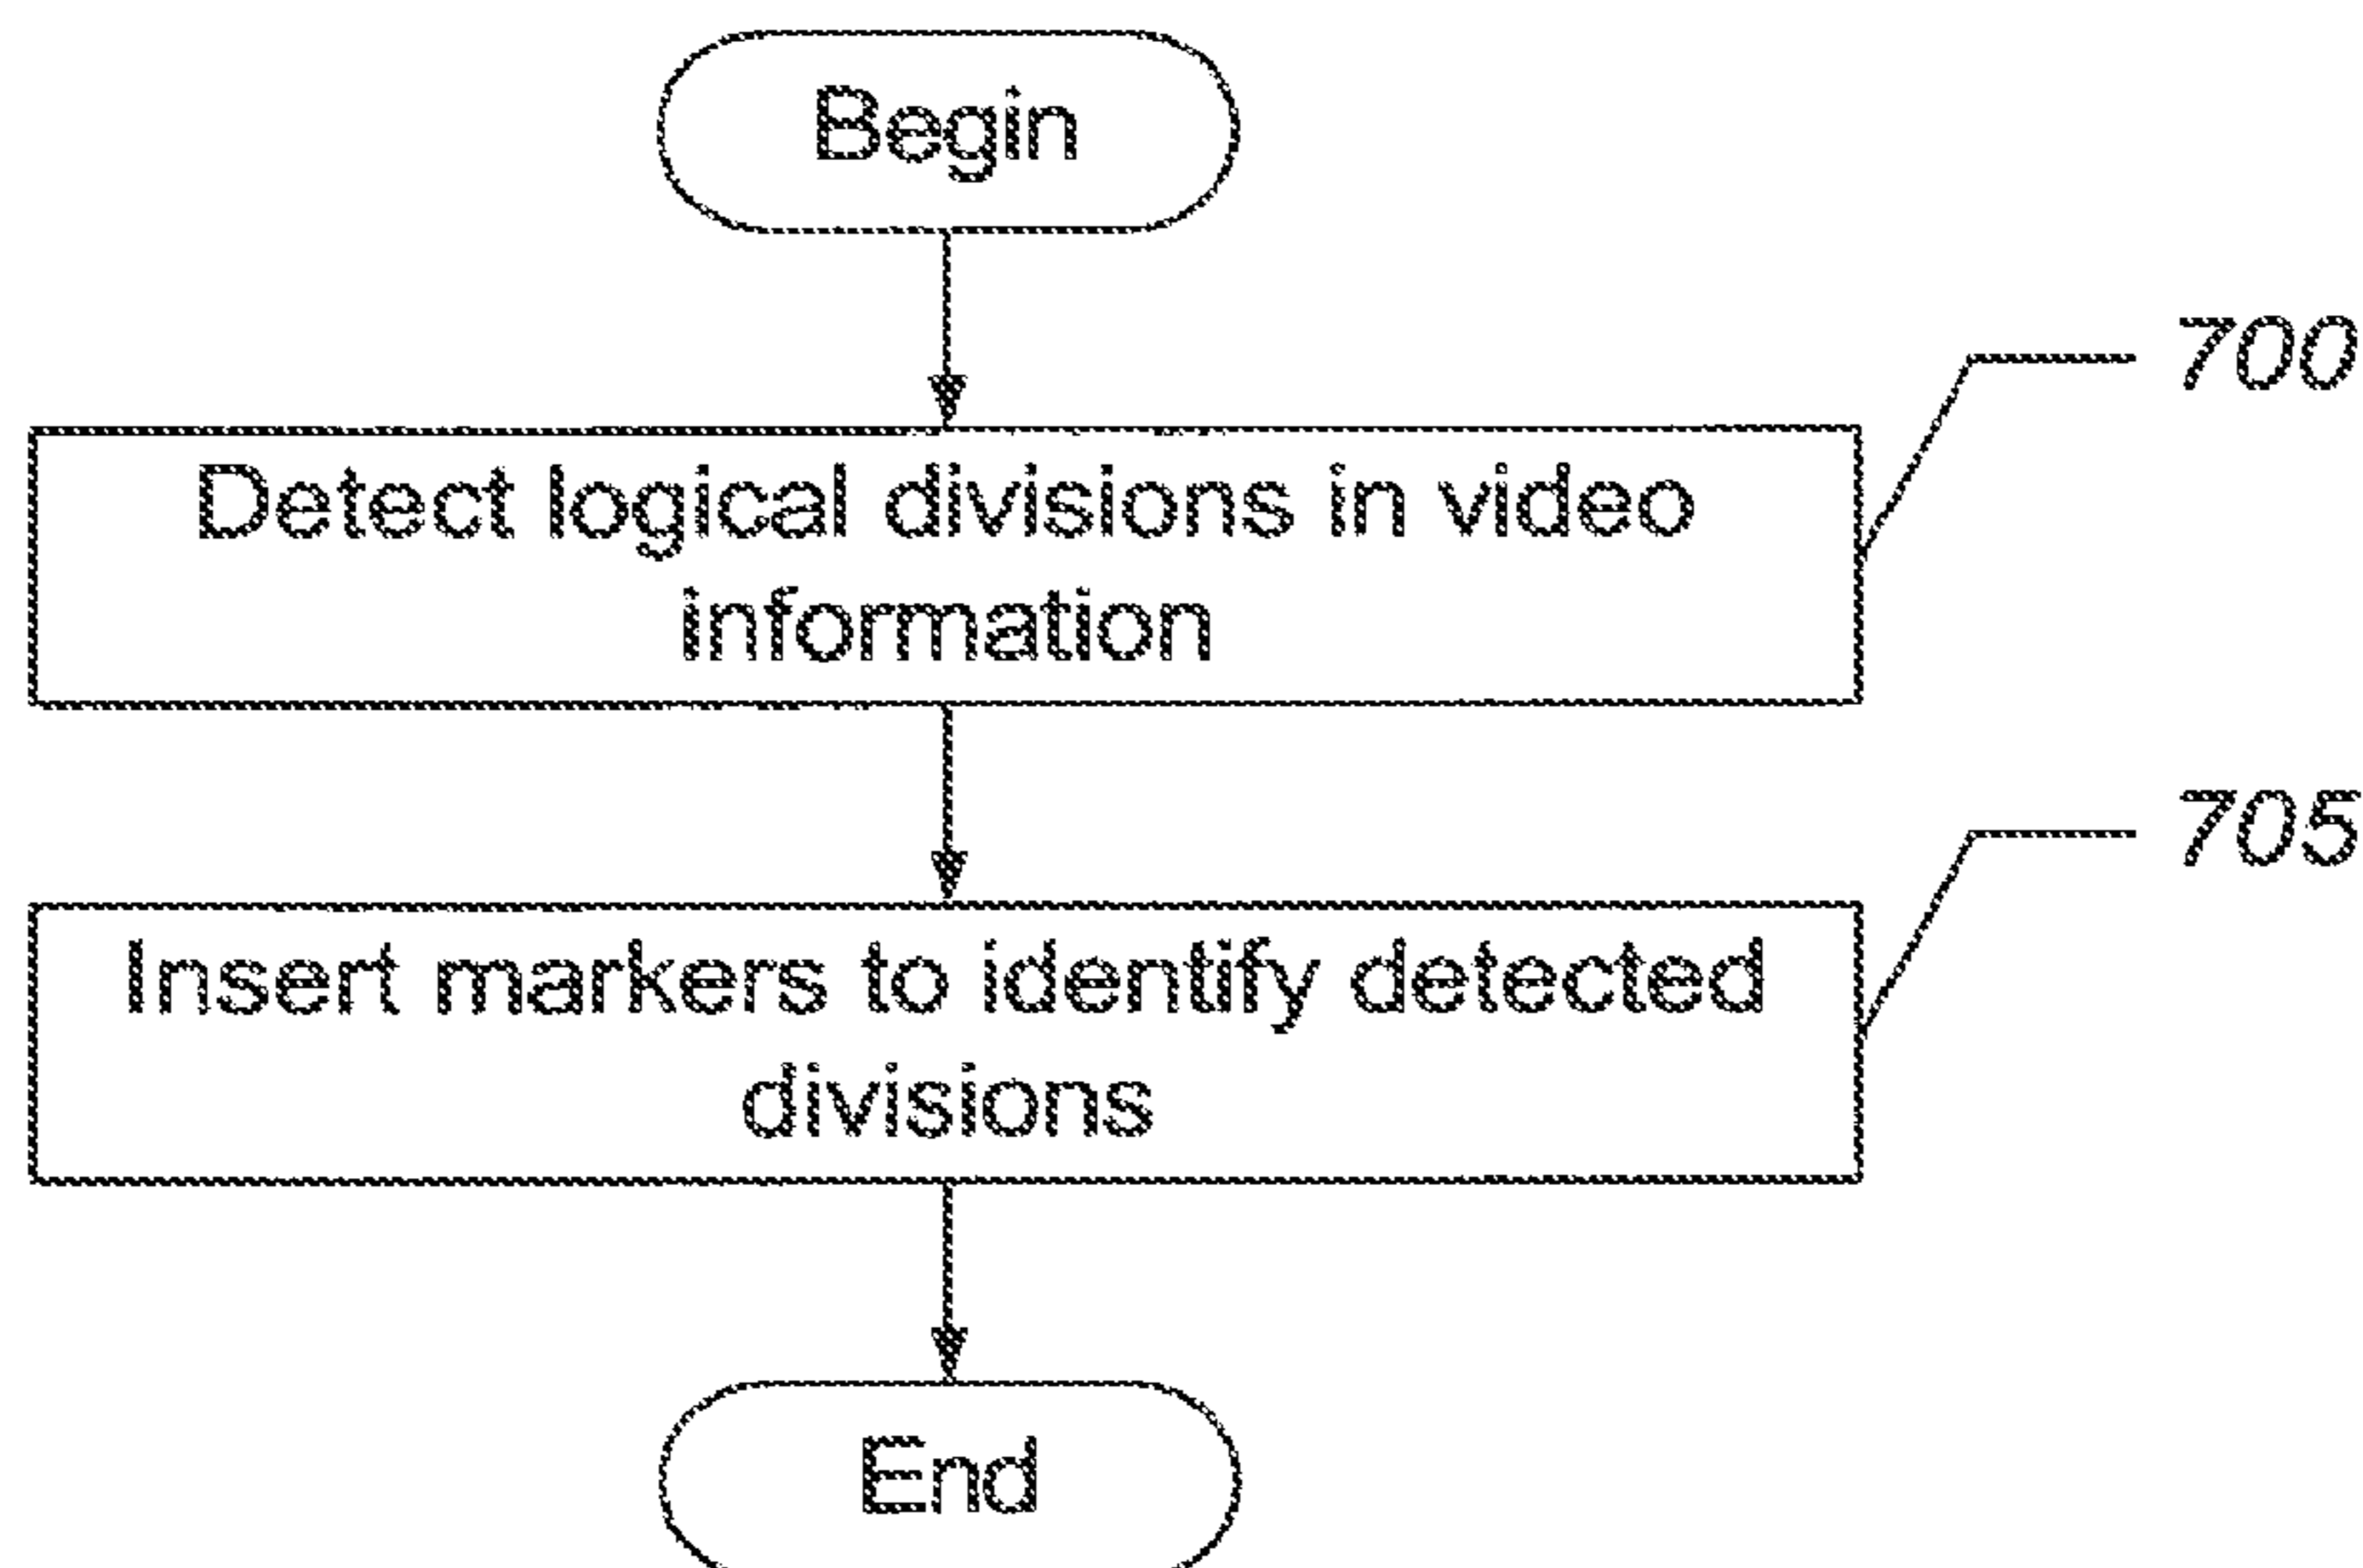 Begin
700
Detect logical divisions in video
information
705
Insert markers to identify detected
divisions
End